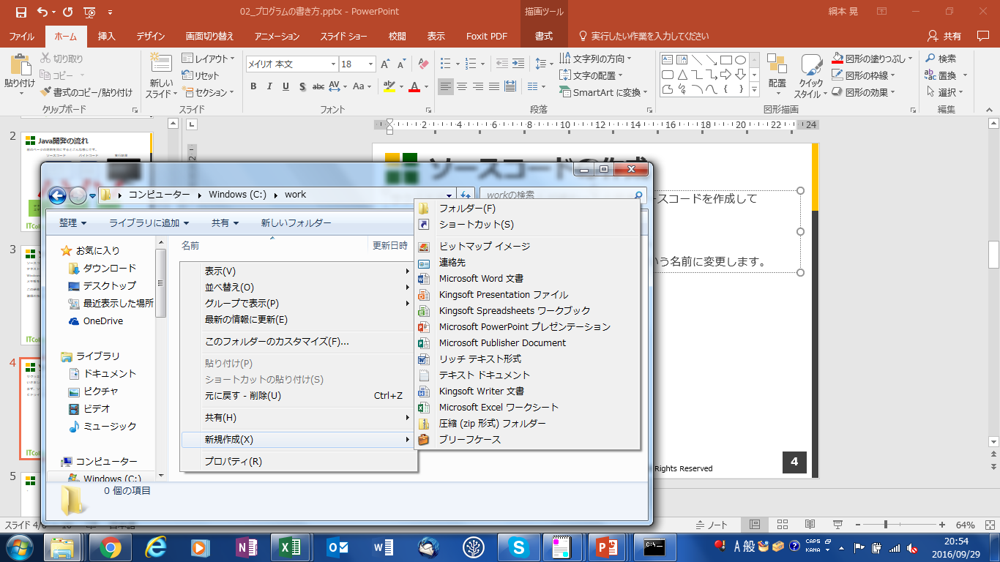 02_プログラムの書き方.pptx - PowerPoint
描画ツール
綱本 晃
ファイル
ホーム
挿入
デザイン
画面切り替え
アニメーション
スライド ショー
校閲
表示
Foxit PDF
書式
実行したい作業を入力してください
共有
貼り付け
切り取り
コピー
書式のコピー/貼り付け
クリップボード
新しい
スライド
レイアウト
リセット
セクション
スライド
メイリオ 本文
18
フォント
文字列の方向
文字の配置
SmartArt に変換
段落
配置
クイック
スタイル
図形の塗りつぶし
図形の枠線
図形の効果
図形描画
検索
置換
選択
編集
2 4 6 8 10 12 14 16 18 20 22 24
2
Java開発の流れ
3
4
5
ソースコードの作成
ースコードを作成して
いう名前に変更します。
Rights Reserved
4
コンピューター
Windows (C:)
work
workの検索
整理
ライブラリに追加
共有
新しいフォルダー
お気に入り
ダウンロード
デスクトップ
最近表示した場所
OneDrive
ライブラリ
ドキュメント
ピクチャ
ビデオ
ミュージック
コンピューター
Windows (C:)
名前
更新日時
表示(V)
並べ替え(O)
グループで表示(P)
最新の情報に更新(E)
このフォルダーのカスタマイズ(F)...
貼り付け(P)
ショートカットの貼り付け(S)
元に戻す - 削除(U) Ctrl+Z
共有(H)
新規作成(X)
プロパティ(R)
フォルダー(F)
ショートカット(S)
ビットマップ イメージ
連絡先
Microsoft Word 文書
Kingsoft Presentation ファイル
Kingsoft Spreadsheets ワークブック
Microsoft PowerPoint プレゼンテーション
Microsoft Publisher Document
リッチ テキスト形式
テキスト ドキュメント
Kingsoft Writer 文書
Microsoft Excel ワークシート
圧縮 (zip 形式) フォルダー
ブリーフケース
0 個の項目
ノート
64%
A 般
CAPS
KANA
20:54
2016/09/29